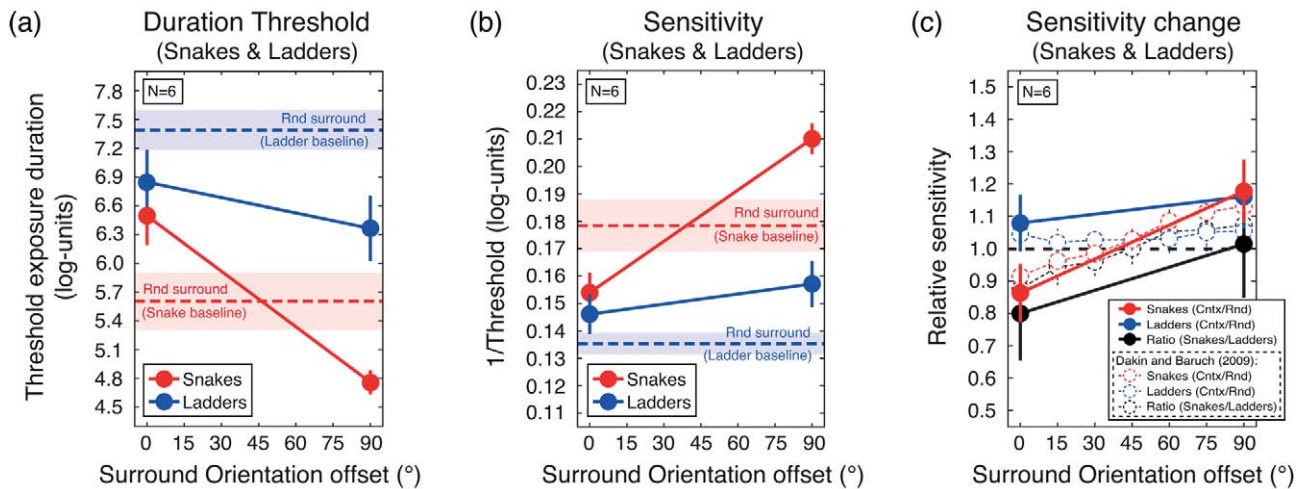 (a)
Duration Threshold
(Snakes & Ladders)
Threshold exposure duration
(log-units)
7.8
7.5
7.2
6.9
6.6
6.3
6.0
5.7
5.4
5.1
4.8
4.5
N=6
Rnd surround
(Ladder baseline)
Rnd surround
(Snake baseline)
Snakes
Ladders
0 15 30 45 60 75 90
Surround Orientation offset (°)
(b)
Sensitivity
(Snakes & Ladders)
1/Threshold (log-units)
0.23
0.22
0.21
0.20
0.19
0.18
0.17
0.16
0.15
0.14
0.13
0.12
0.11
N=6
Rnd surround
(Snake baseline)
Rnd surround
(Ladder baseline)
Snakes
Ladders
0 15 30 45 60 75 90
Surround Orientation offset (°)
(c)
Sensitivity change
(Snakes & Ladders)
Relative sensitivity
1.5
1.4
1.3
1.2
1.1
1.0
0.9
0.8
0.7
0.6
0.5
N=6
Snakes (Cntx/Rnd)
Ladders (Cntx/Rnd)
Ratio (Snakes/Ladders)
Dakin and Baruch (2009):
Snakes (Cntx/Rnd)
Ladders (Cntx/Rnd)
Ratio (Snakes/Ladders)
0 15 30 45 60 75 90
Surround Orientation offset (°)